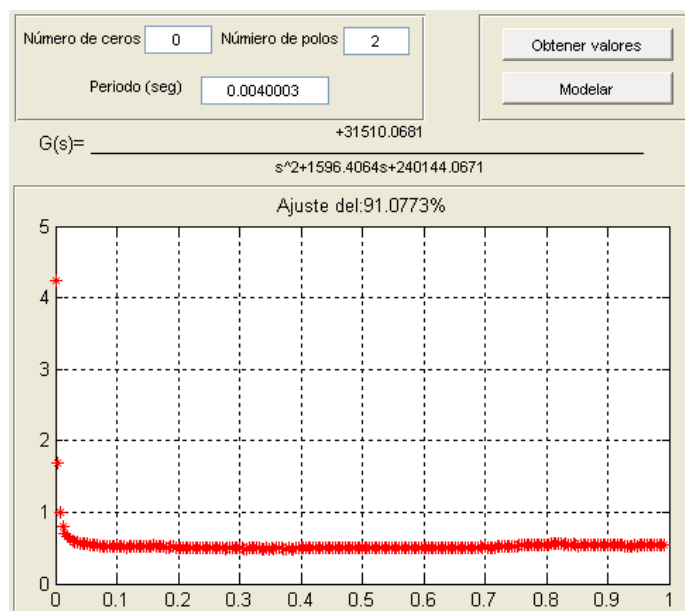 Número de ceros 0 Númiero de polos 2 Obtener valores
Periodo (seg) 0.0040003 Modelar
+31510.0681
G(s)=
s^2+1596.4064s+240144.0671
Ajuste del:91.0773%
5
4
3
2
1
0
0 0.1 0.2 0.3 0.4 0.5 0.6 0.7 0.8 0.9 1